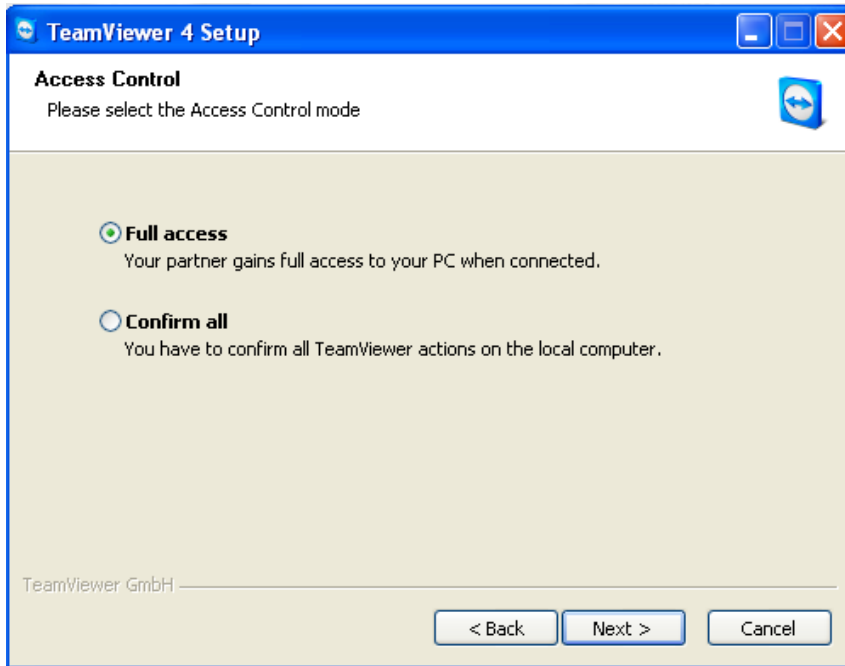 TeamViewer 4 Setup
Access Control
Please select the Access Control mode
Full access
Your partner gains full access to your PC when connected.
Confirm all
You have to confirm all TeamViewer actions on the local computer.
TeamViewer GmbH
< Back Next > Cancel